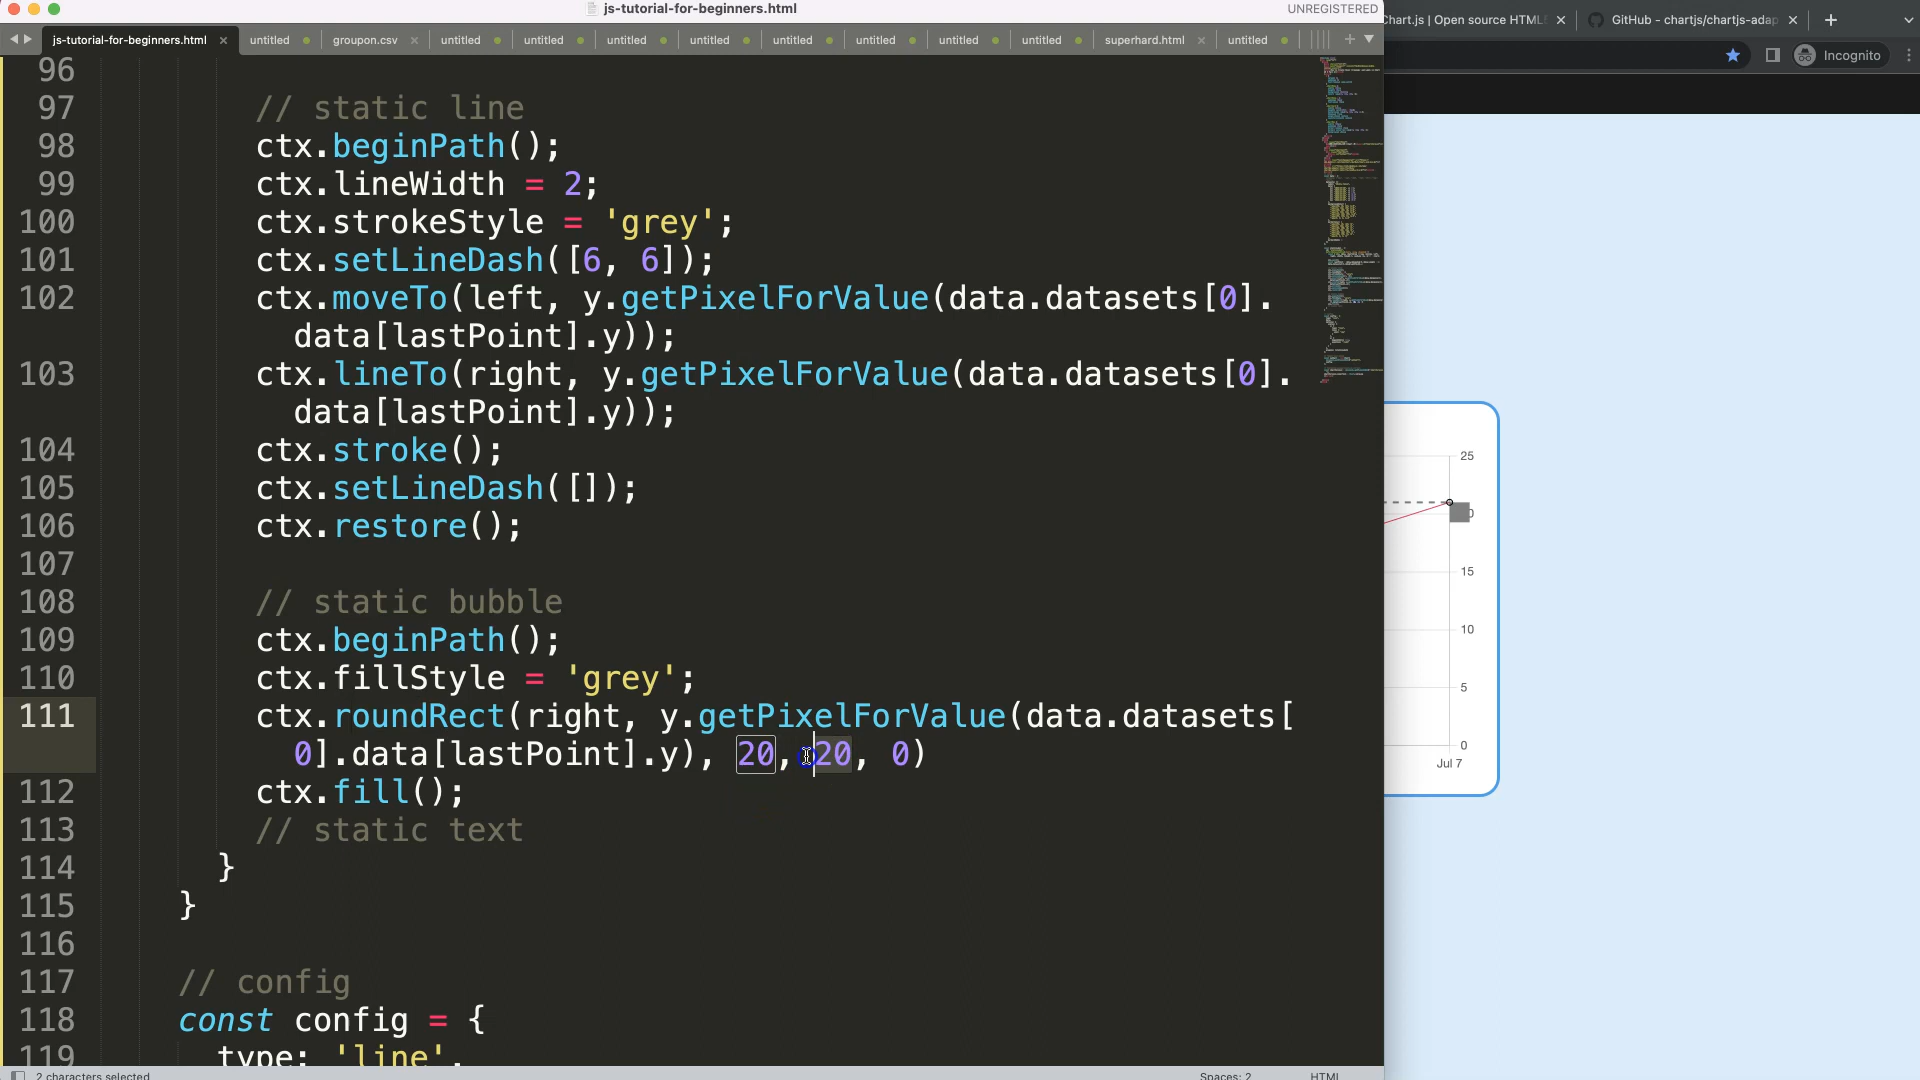 js-tutorial-for-beginners.html
UNREGISTERED
js-tutorial-for-beginners.html untitled groupon.csv untitled untitled untitled untitled untitled untitled untitled untitled superhard.html untitled
Chart.js | Open source HTML
GitHub - chartjs/chartjs-adap
Incognito
96
97 // static line
98 ctx.beginPath();
99 ctx.lineWidth = 2;
100 ctx.strokeStyle = 'grey';
101 ctx.setLineDash([6, 6]);
102 ctx.moveTo(left, y.getPixelForValue(data.datasets[0].
data[lastPoint].y));
103 ctx.lineTo(right, y.getPixelForValue(data.datasets[0].
data[lastPoint].y));
104 ctx.stroke();
105 ctx.setLineDash([]);
106 ctx.restore();
107
108 // static bubble
109 ctx.beginPath();
110 ctx.fillStyle = 'grey';
111 ctx.roundRect(right, y.getPixelForValue(data.datasets[
0].data[lastPoint].y), 20, 20, 0)
112 ctx.fill();
113 // static text
114 }
115 }
116
117 // config
118 const config = {
119 type: 'line',
2 characters selected
Spaces: 2
HTML
25
0
15
10
5
0
Jul 7